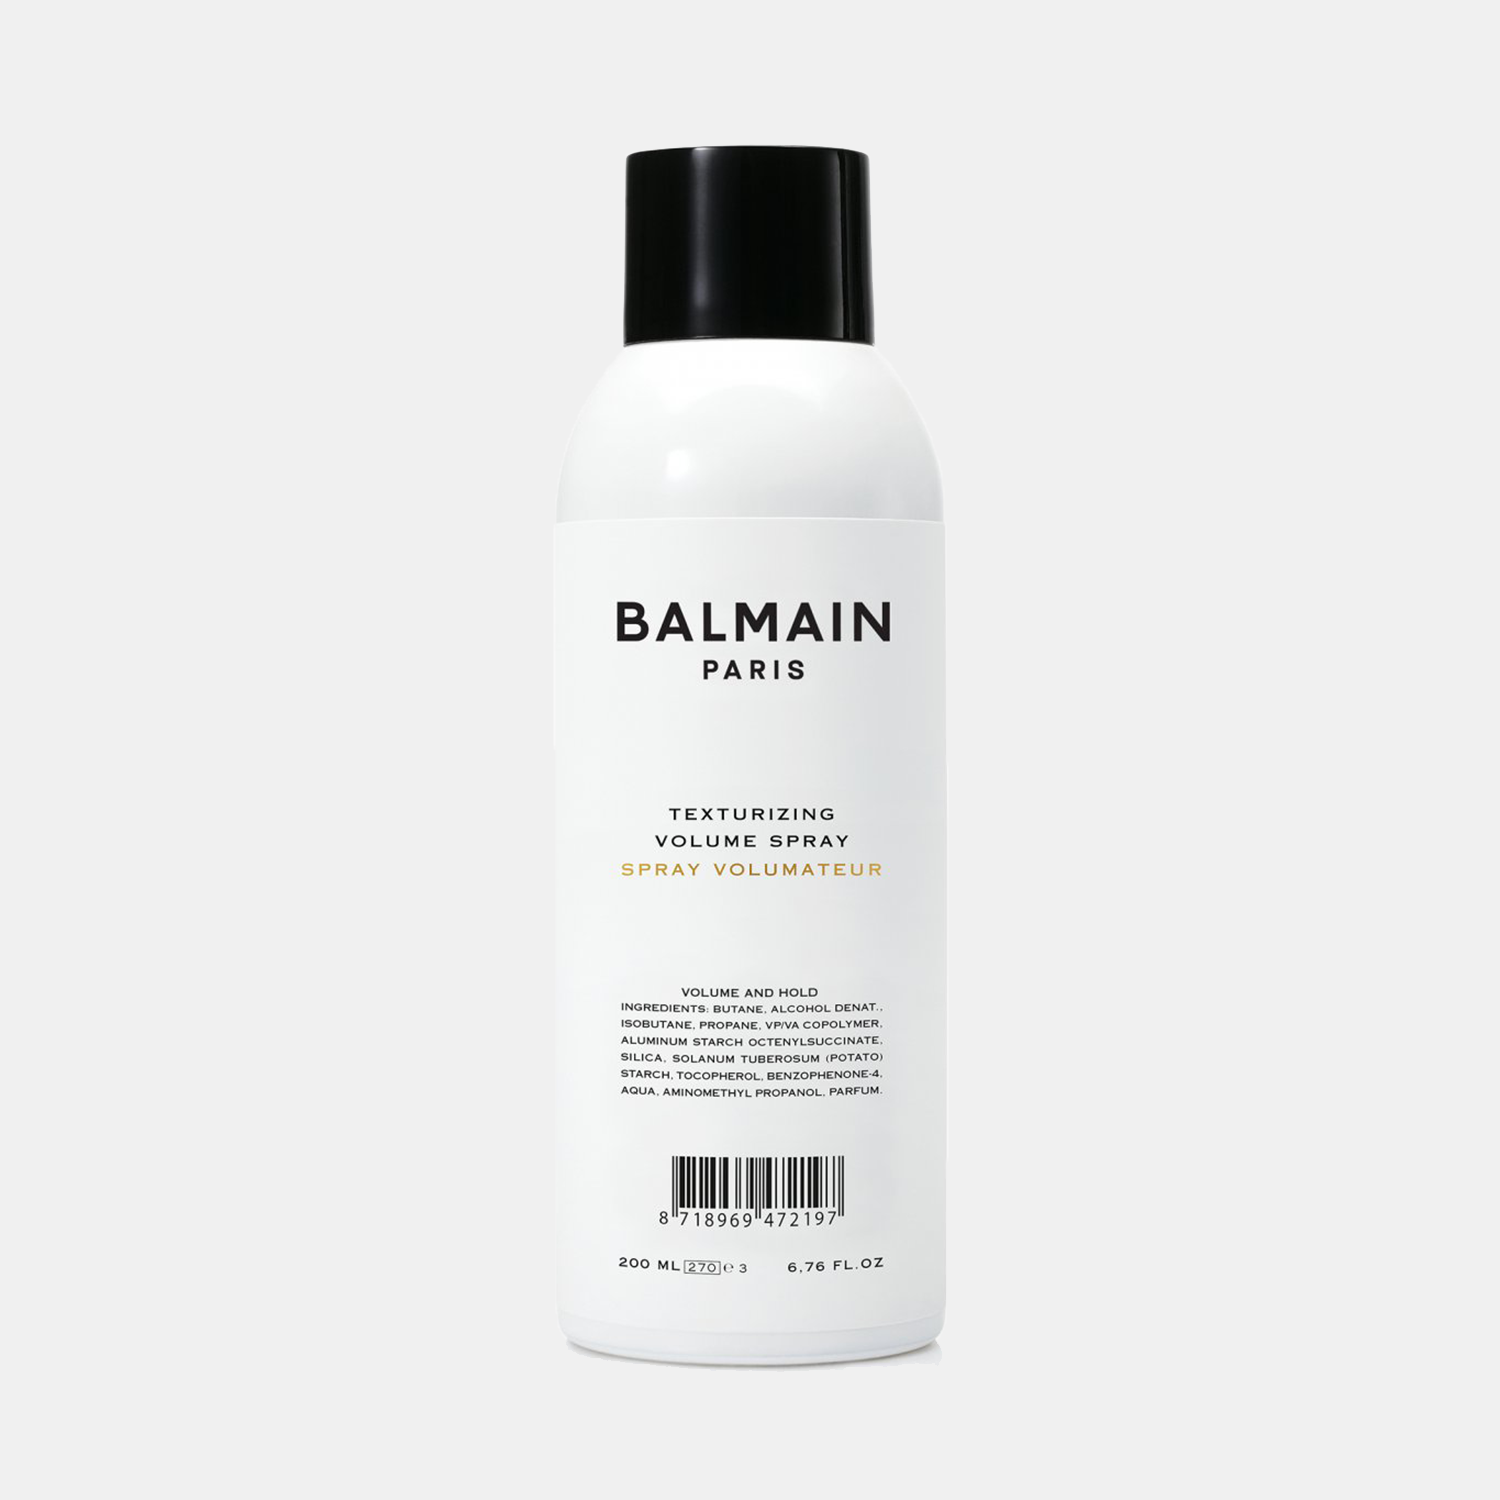 BALMAIN
PARIS
TEXTURIZING
VOLUME SPRAY
SPRAY VOLUMATEUR
VOLUME AND HOLD
INGREDIENTS: BUTANE, ALCOHOL DENAT.,
ISOBUTANE, PROPANE, VP/VA COPOLYMER,
ALUMINUM STARCH OCTENYLSUCCINATE,
SILICA, SOLANUM TUBEROSUM (POTATO)
STARCH, TOCOPHEROL, BENZOPHENONE-4,
AQUA, AMINOMETHYL PROPANOL, PARFUM.
8 718969 472197
200 ML 270 ℮ 3 6,76 FL.OZ